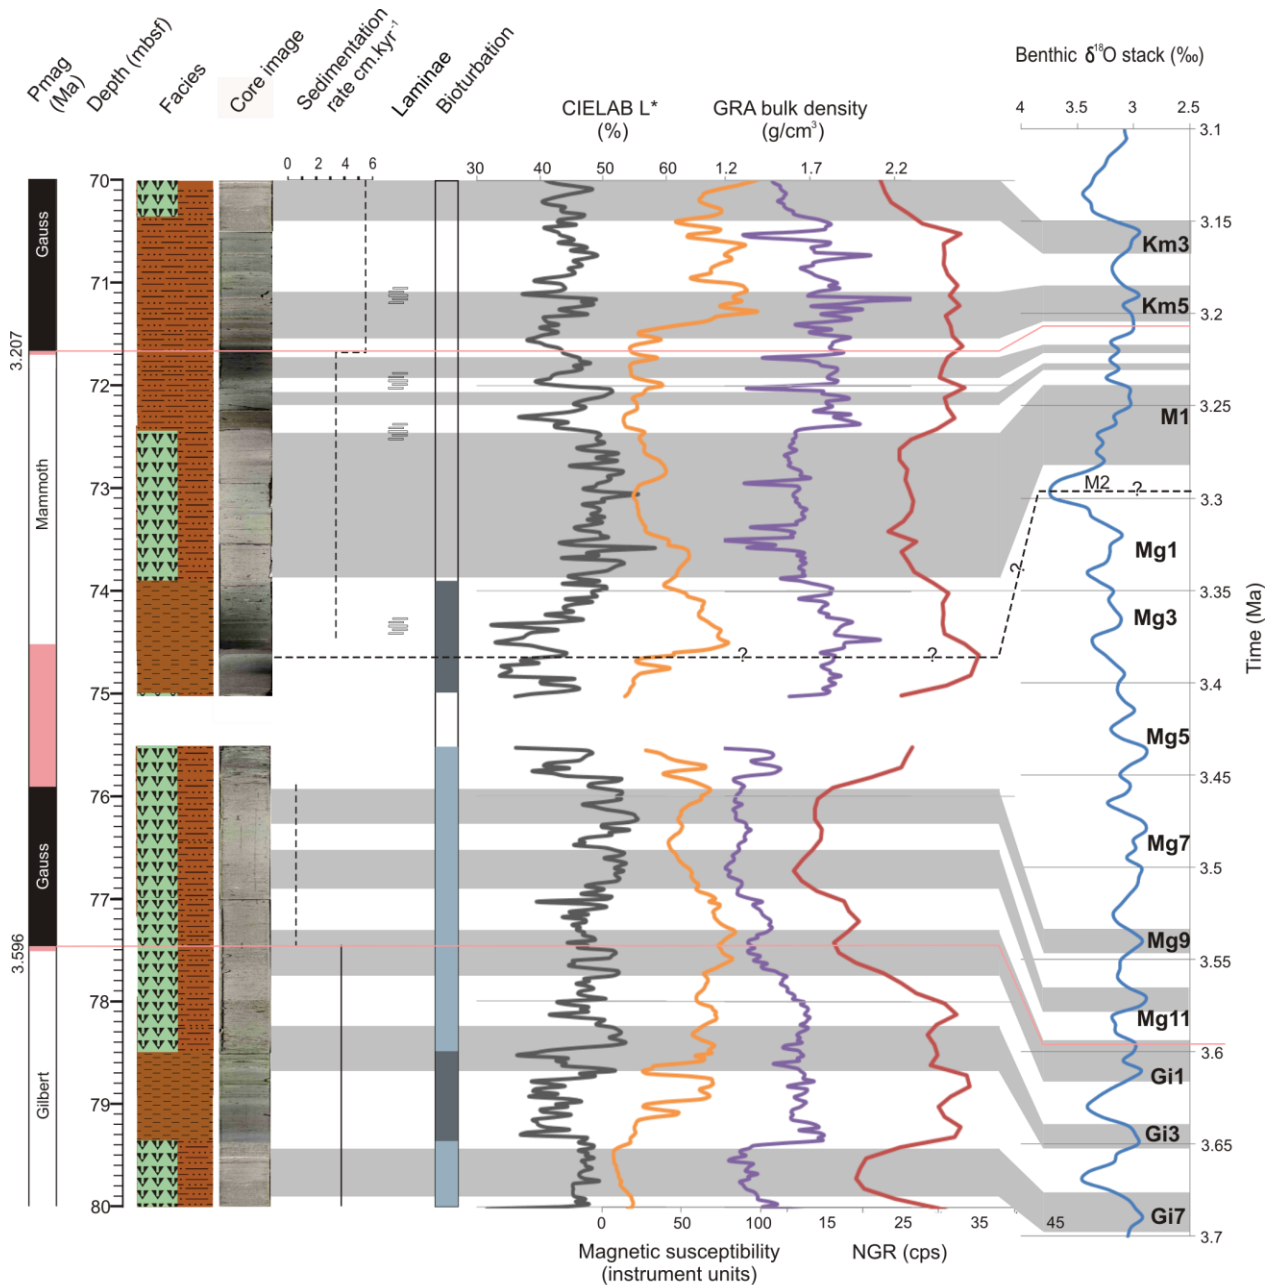 Pmag
(Ma)
Depth (mbsf)
Facies
Core image
Sedimentation
rate cm.kyr⁻¹
Laminae
Bioturbation
CIELAB L*
(%)
GRA bulk density
(g/cm³)
Benthic δ¹⁸O stack (‰)
4 3.5 3 2.5
0 2 4 6
30 40 50 60 1.2 1.7 2.2
3.1
70
3.15
Km3
Gauss
71
Km5
3.2
3.207
72
3.25
M1
Mammoth
73
M2 ?
3.3
Mg1
?
74
3.35
Mg3
Time (Ma)
? ?
75
3.4
Mg5
3.45
76
Mg7
Gauss
3.5
77
Mg9
3.596
3.55
78
Mg11
3.6
Gi1
Gilbert
79
Gi3
3.65
80
Gi7
3.7
0 50 100 15 25 35 45
?
Magnetic susceptibility
(instrument units)
NGR (cps)